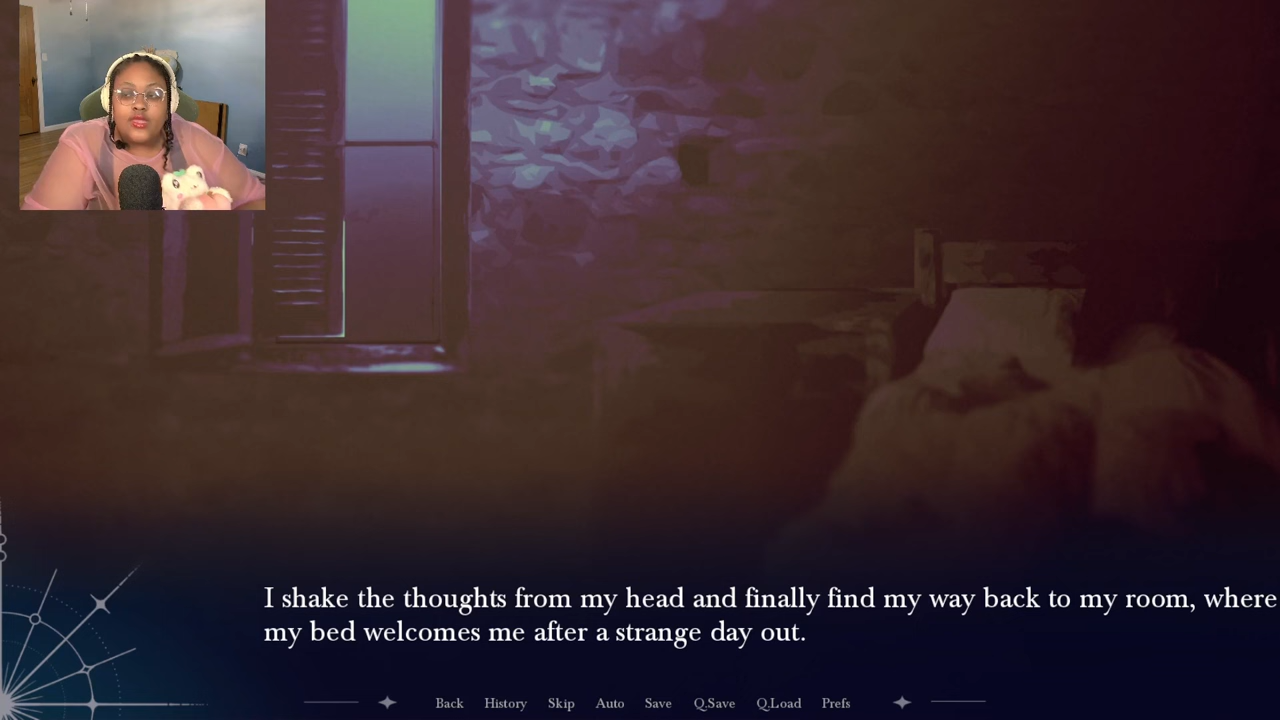 I shake the thoughts from my head and finally find my way back to my room, where
my bed welcomes me after a strange day out.
Back History Skip Auto Save Q.Save Q.Load Prefs